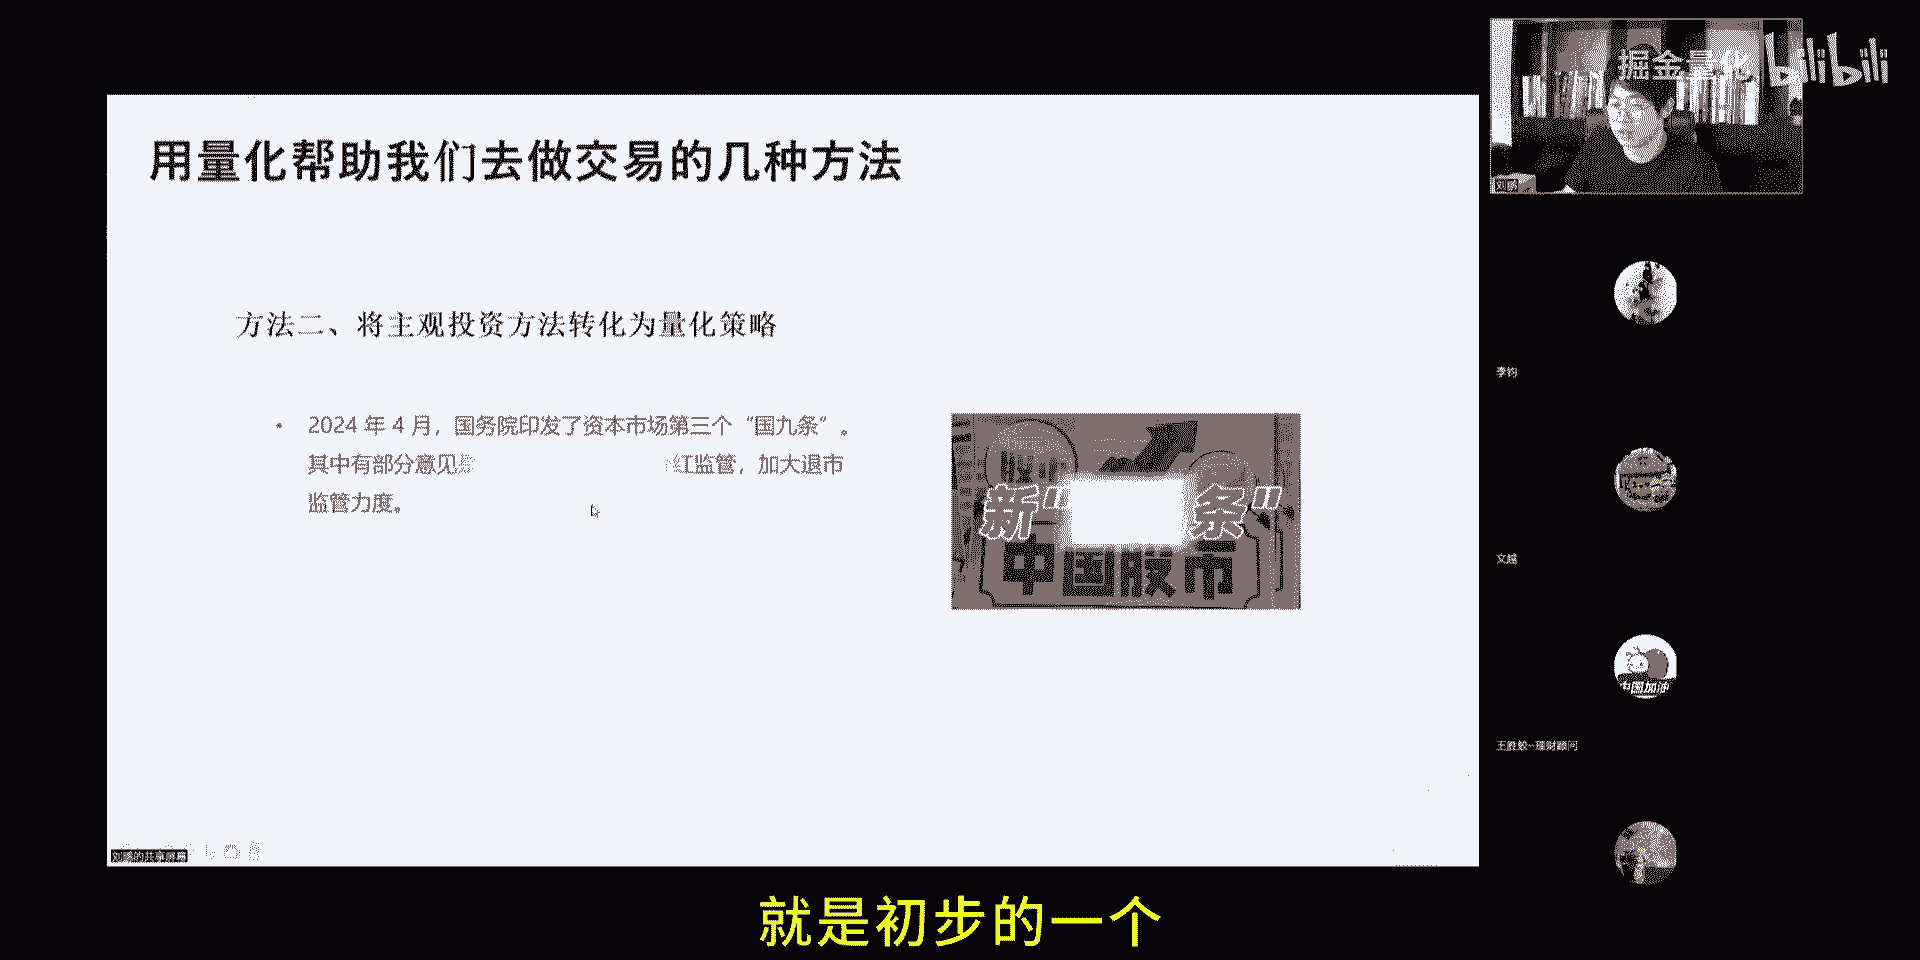 掘金量化 bilibili
用量化帮助我们去做交易的几种方法
方法二、将主观投资方法转化为量化策略
• 2024 年 4 月，国务院印发了资本市场第三个“国九条”。
其中有部分意见是 红监管，加大退市
监管力度。
新“ 条”
中国股市
刘鹏
李钧
文越
中国加油
理财顾问
刘鹏的共享屏幕
就是初步的一个